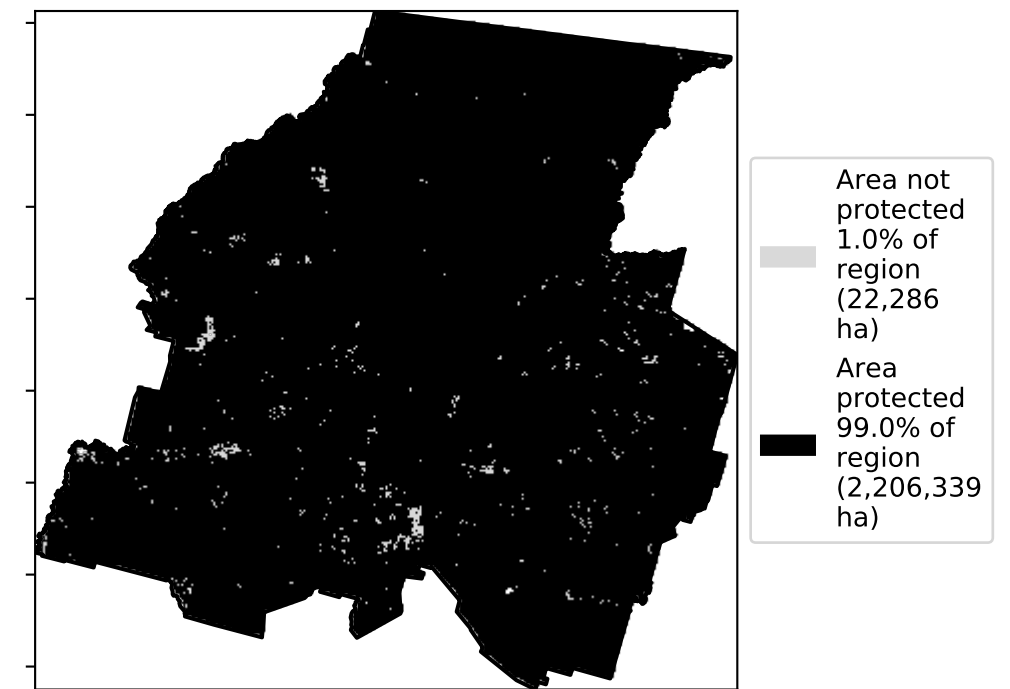 Area not
protected
1.0% of
region
(22,286
ha)
Area
protected
99.0% of
region
(2,206,339
ha)